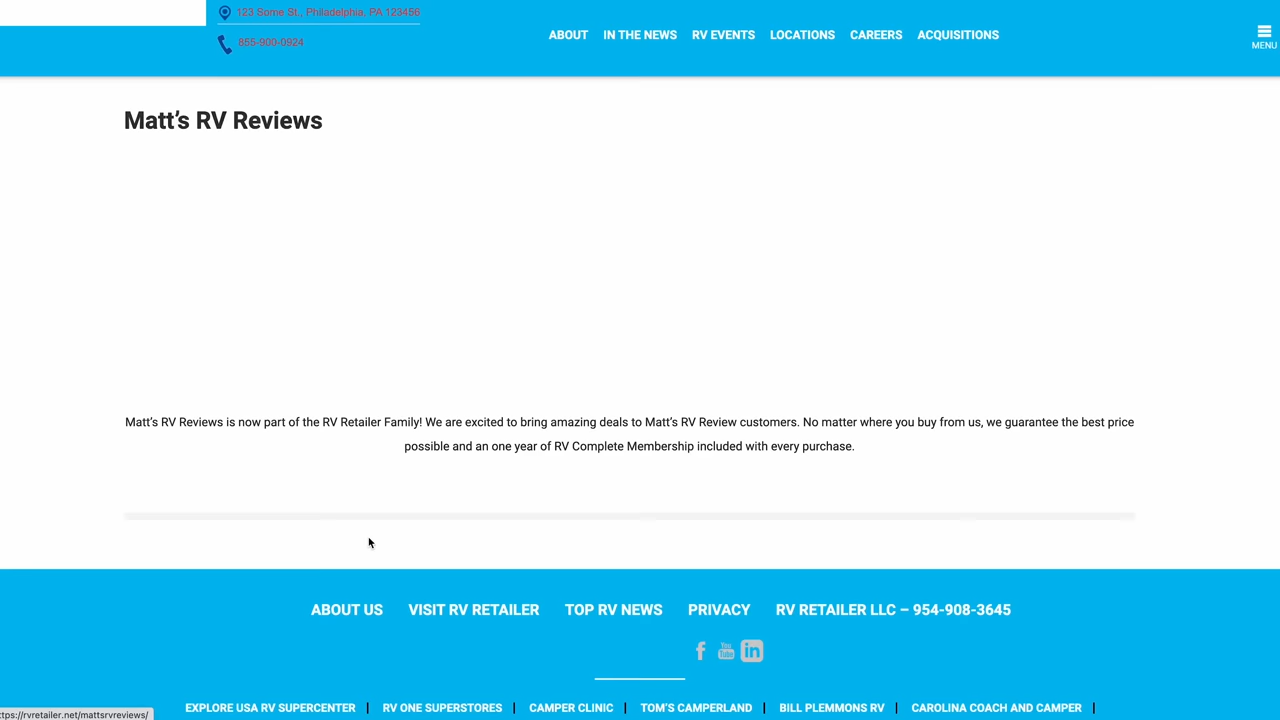 123 Some St., Philadelphia, PA 123456
855-900-0924
ABOUT IN THE NEWS RV EVENTS LOCATIONS CAREERS ACQUISITIONS
MENU
Matt's RV Reviews
Matt's RV Reviews is now part of the RV Retailer Family! We are excited to bring amazing deals to Matt's RV Review customers. No matter where you buy from us, we guarantee the best price
possible and an one year of RV Complete Membership included with every purchase.
ABOUT US VISIT RV RETAILER TOP RV NEWS PRIVACY RV RETAILER LLC – 954-908-3645
f You Tube in
EXPLORE USA RV SUPERCENTER | RV ONE SUPERSTORES | CAMPER CLINIC | TOM'S CAMPERLAND | BILL PLEMMONS RV | CAROLINA COACH AND CAMPER |
ttps://rvretailer.net/mattsrvreviews/